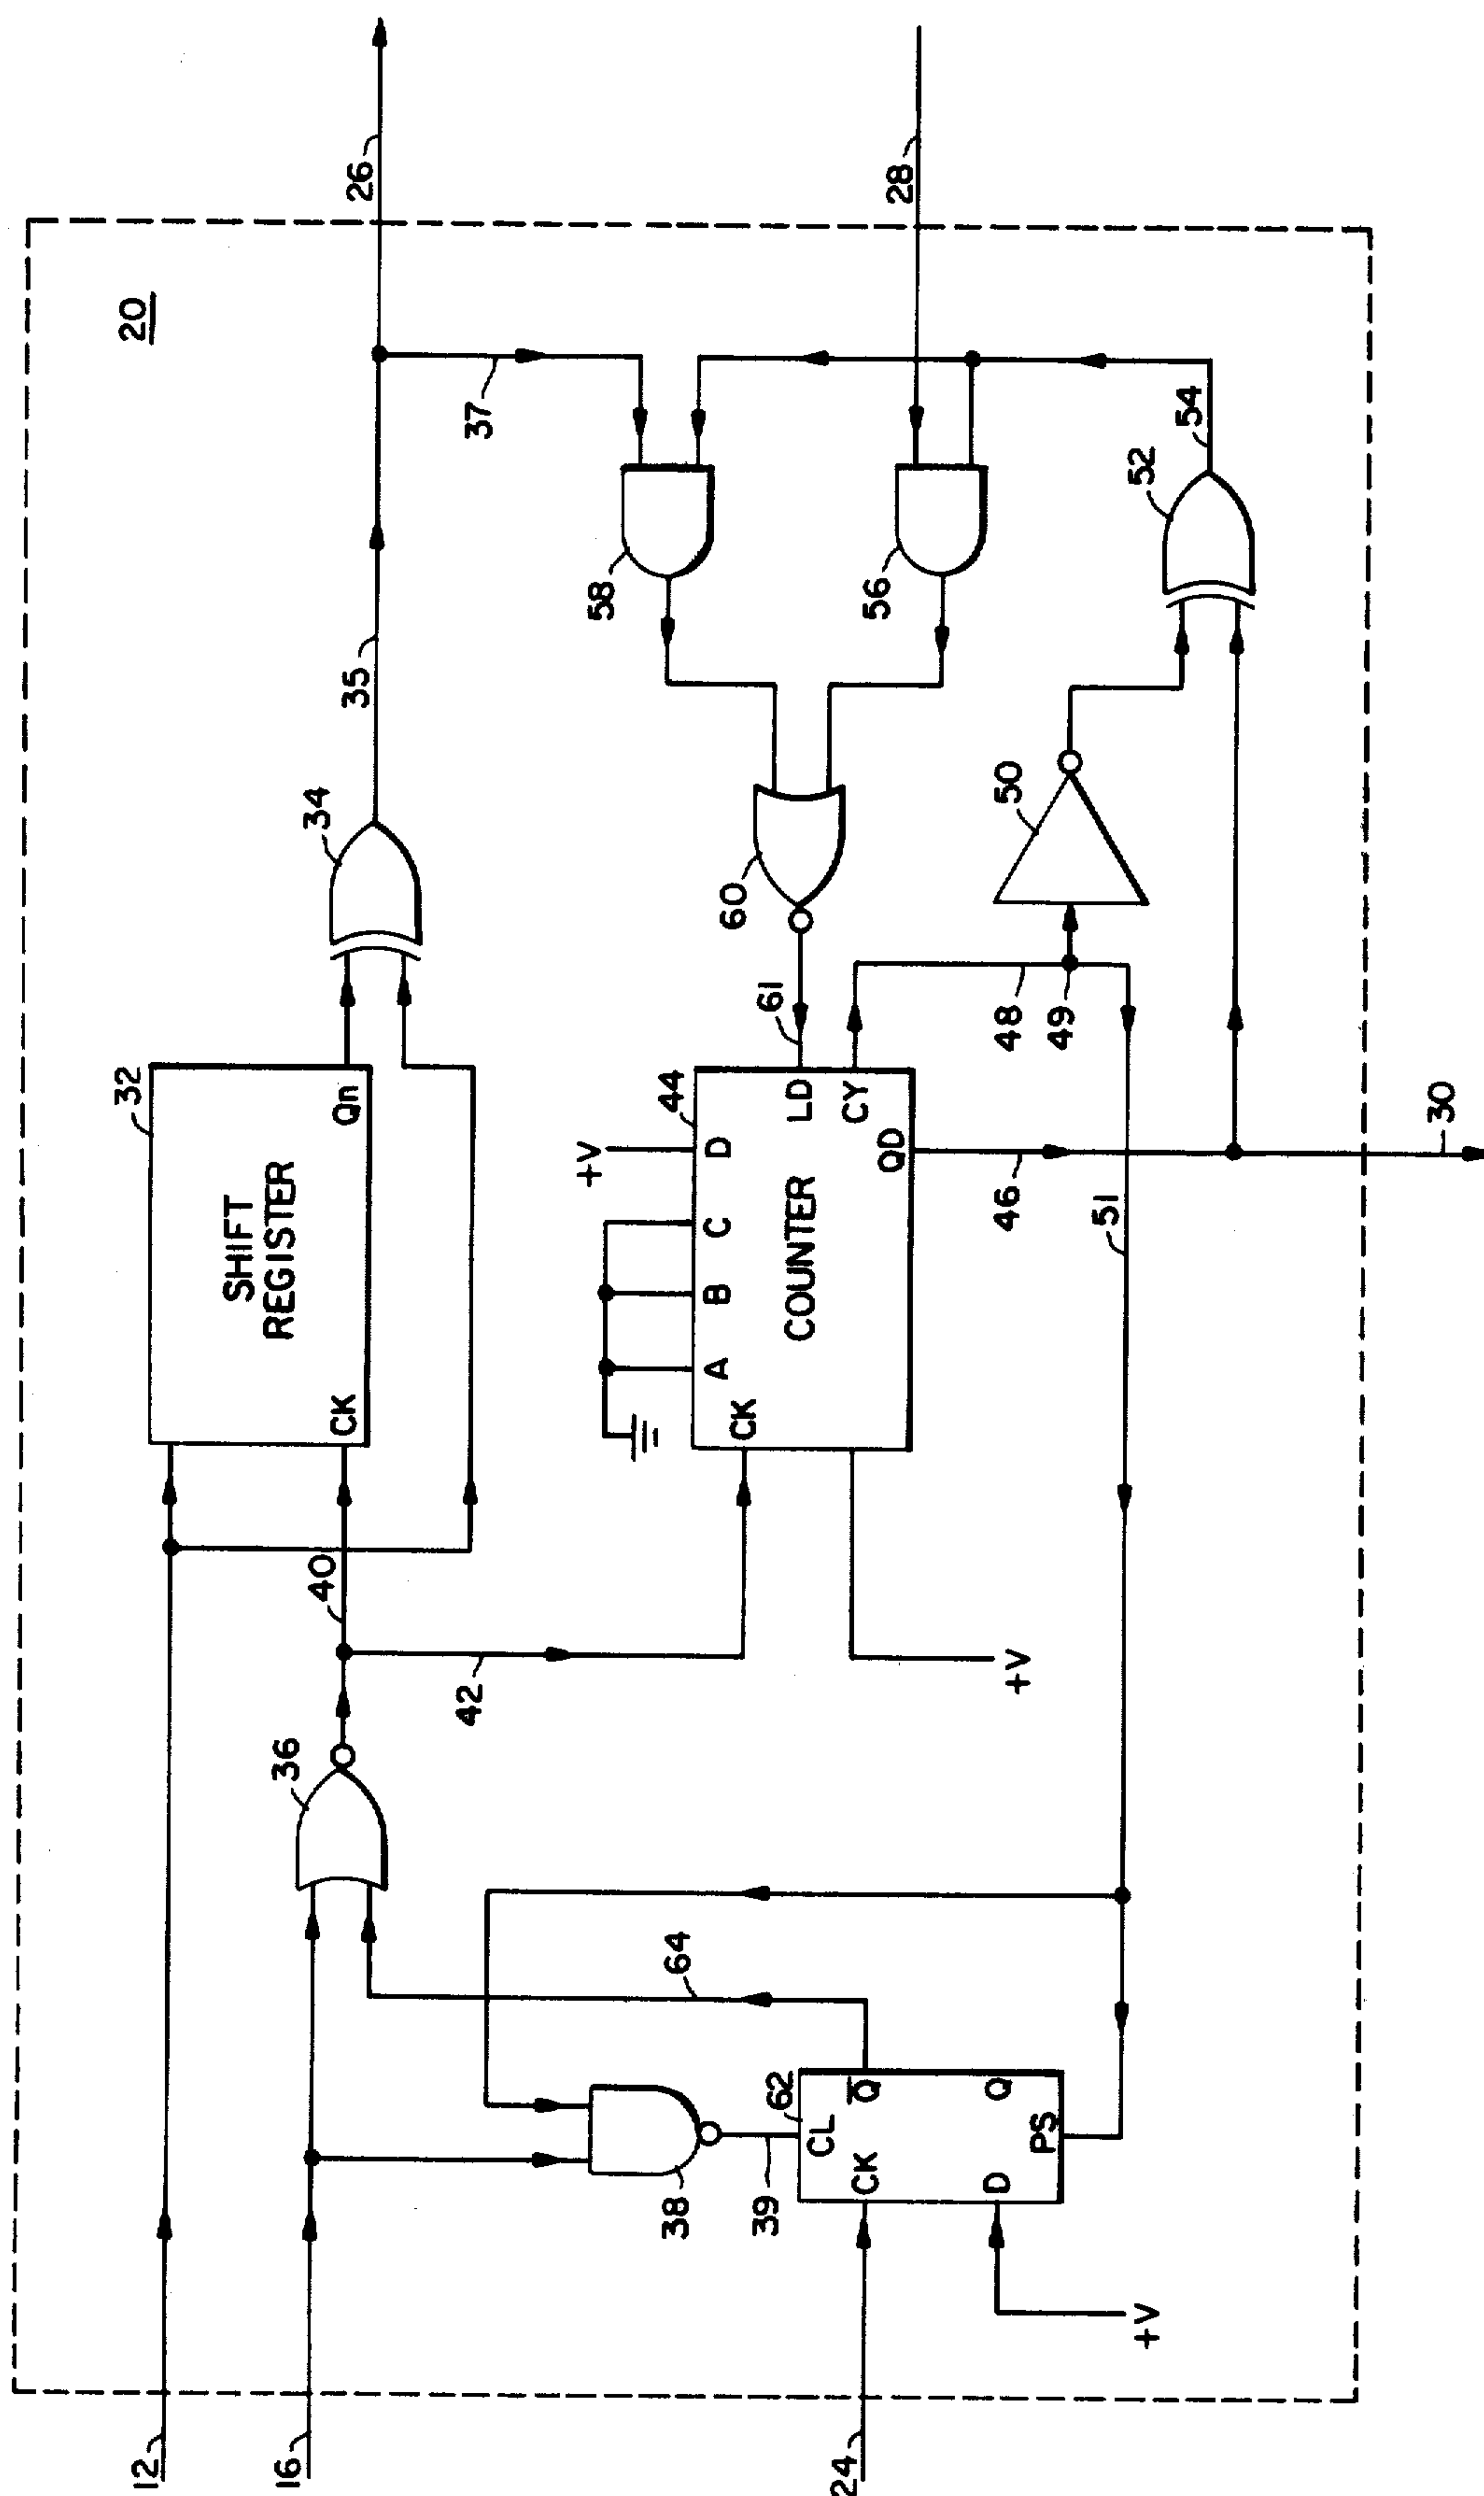 12
16
24
20
26
28
30
32
SHIFT
REGISTER
CK
Qn
34
35
36
37
38
39
40
42
44
COUNTER
CK
A
B
C
D
+V
LD
CY
QD
+V
46
48
49
50
51
52
54
56
58
60
61
62
CL
CK
Q̅
Q
D
PS
+V
64